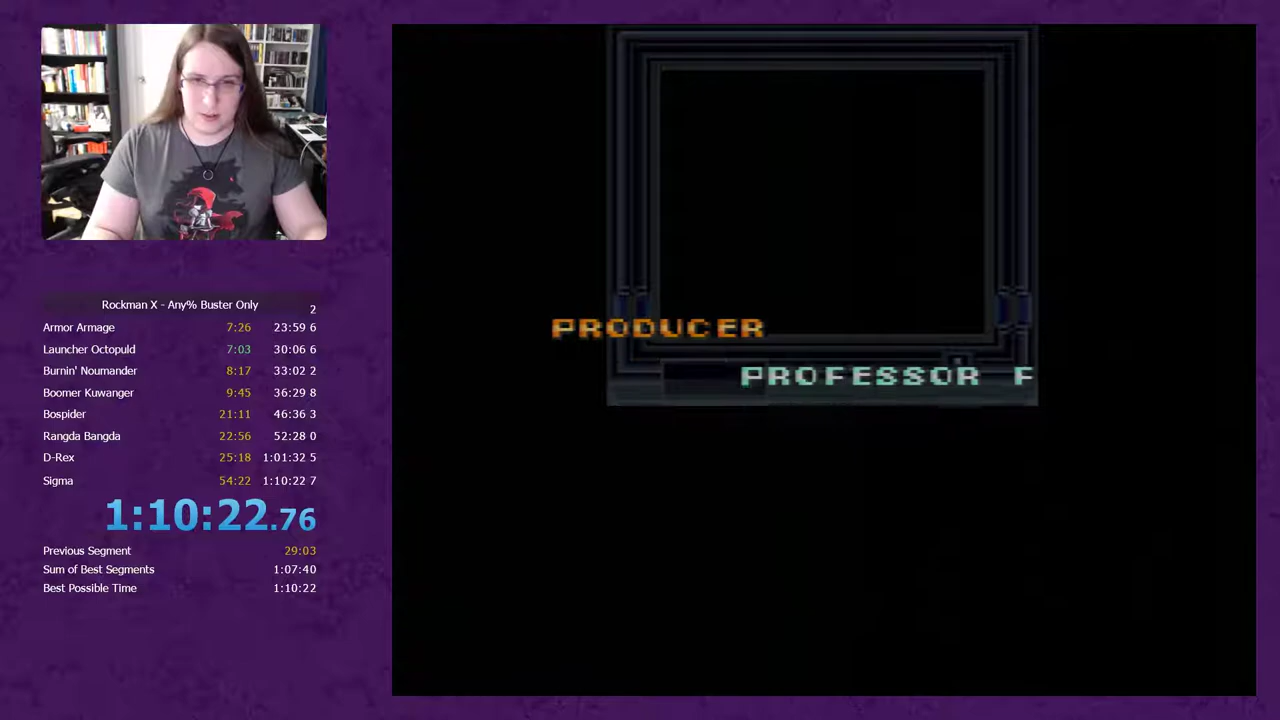 Rockman X - Any% Buster Only 2
Armor Armage 7:26 23:59 6
Launcher Octopuld 7:03 30:06 6
Burnin' Noumander 8:17 33:02 2
Boomer Kuwanger 9:45 36:29 8
Bospider 21:11 46:36 3
Rangda Bangda 22:56 52:28 0
D-Rex 25:18 1:01:32 5
Sigma 54:22 1:10:22 7
1:10:22.76
Previous Segment 29:03
Sum of Best Segments 1:07:40
Best Possible Time 1:10:22
PRODUCER
PROFESSOR F